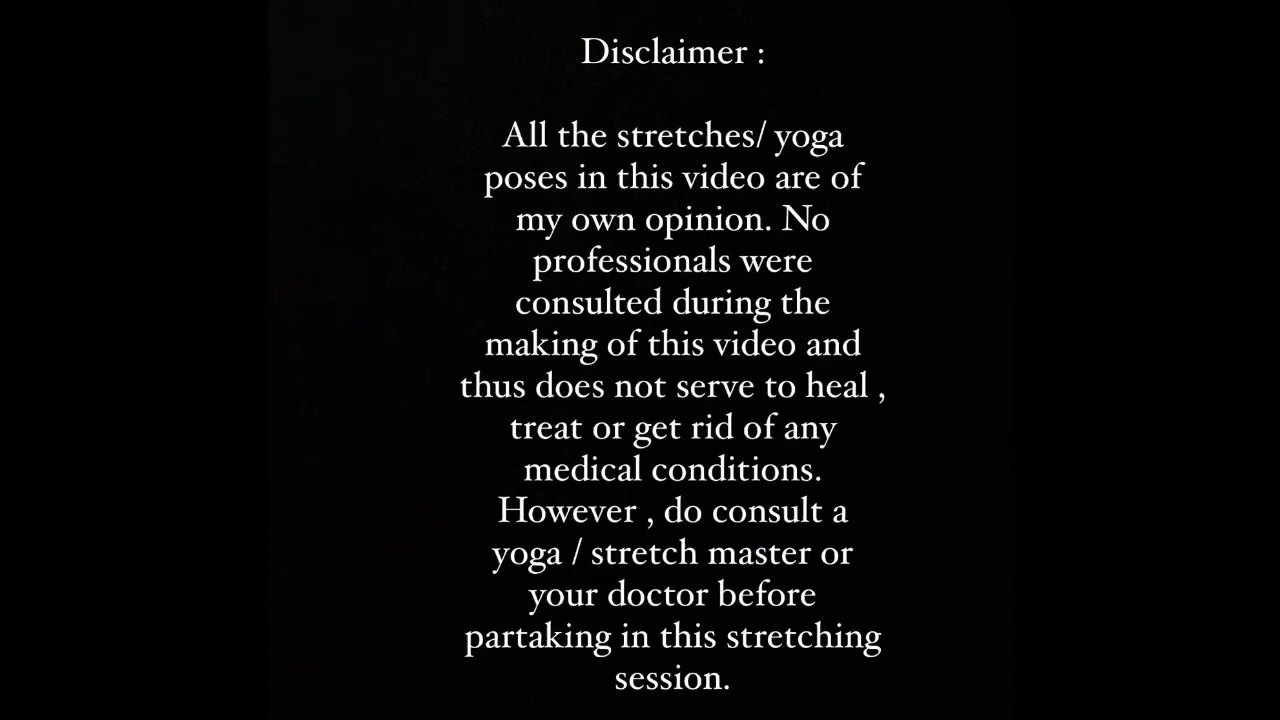 Disclaimer :
All the stretches/ yoga
poses in this video are of
my own opinion. No
professionals were
consulted during the
making of this video and
thus does not serve to heal ,
treat or get rid of any
medical conditions.
However , do consult a
yoga / stretch master or
your doctor before
partaking in this stretching
session.